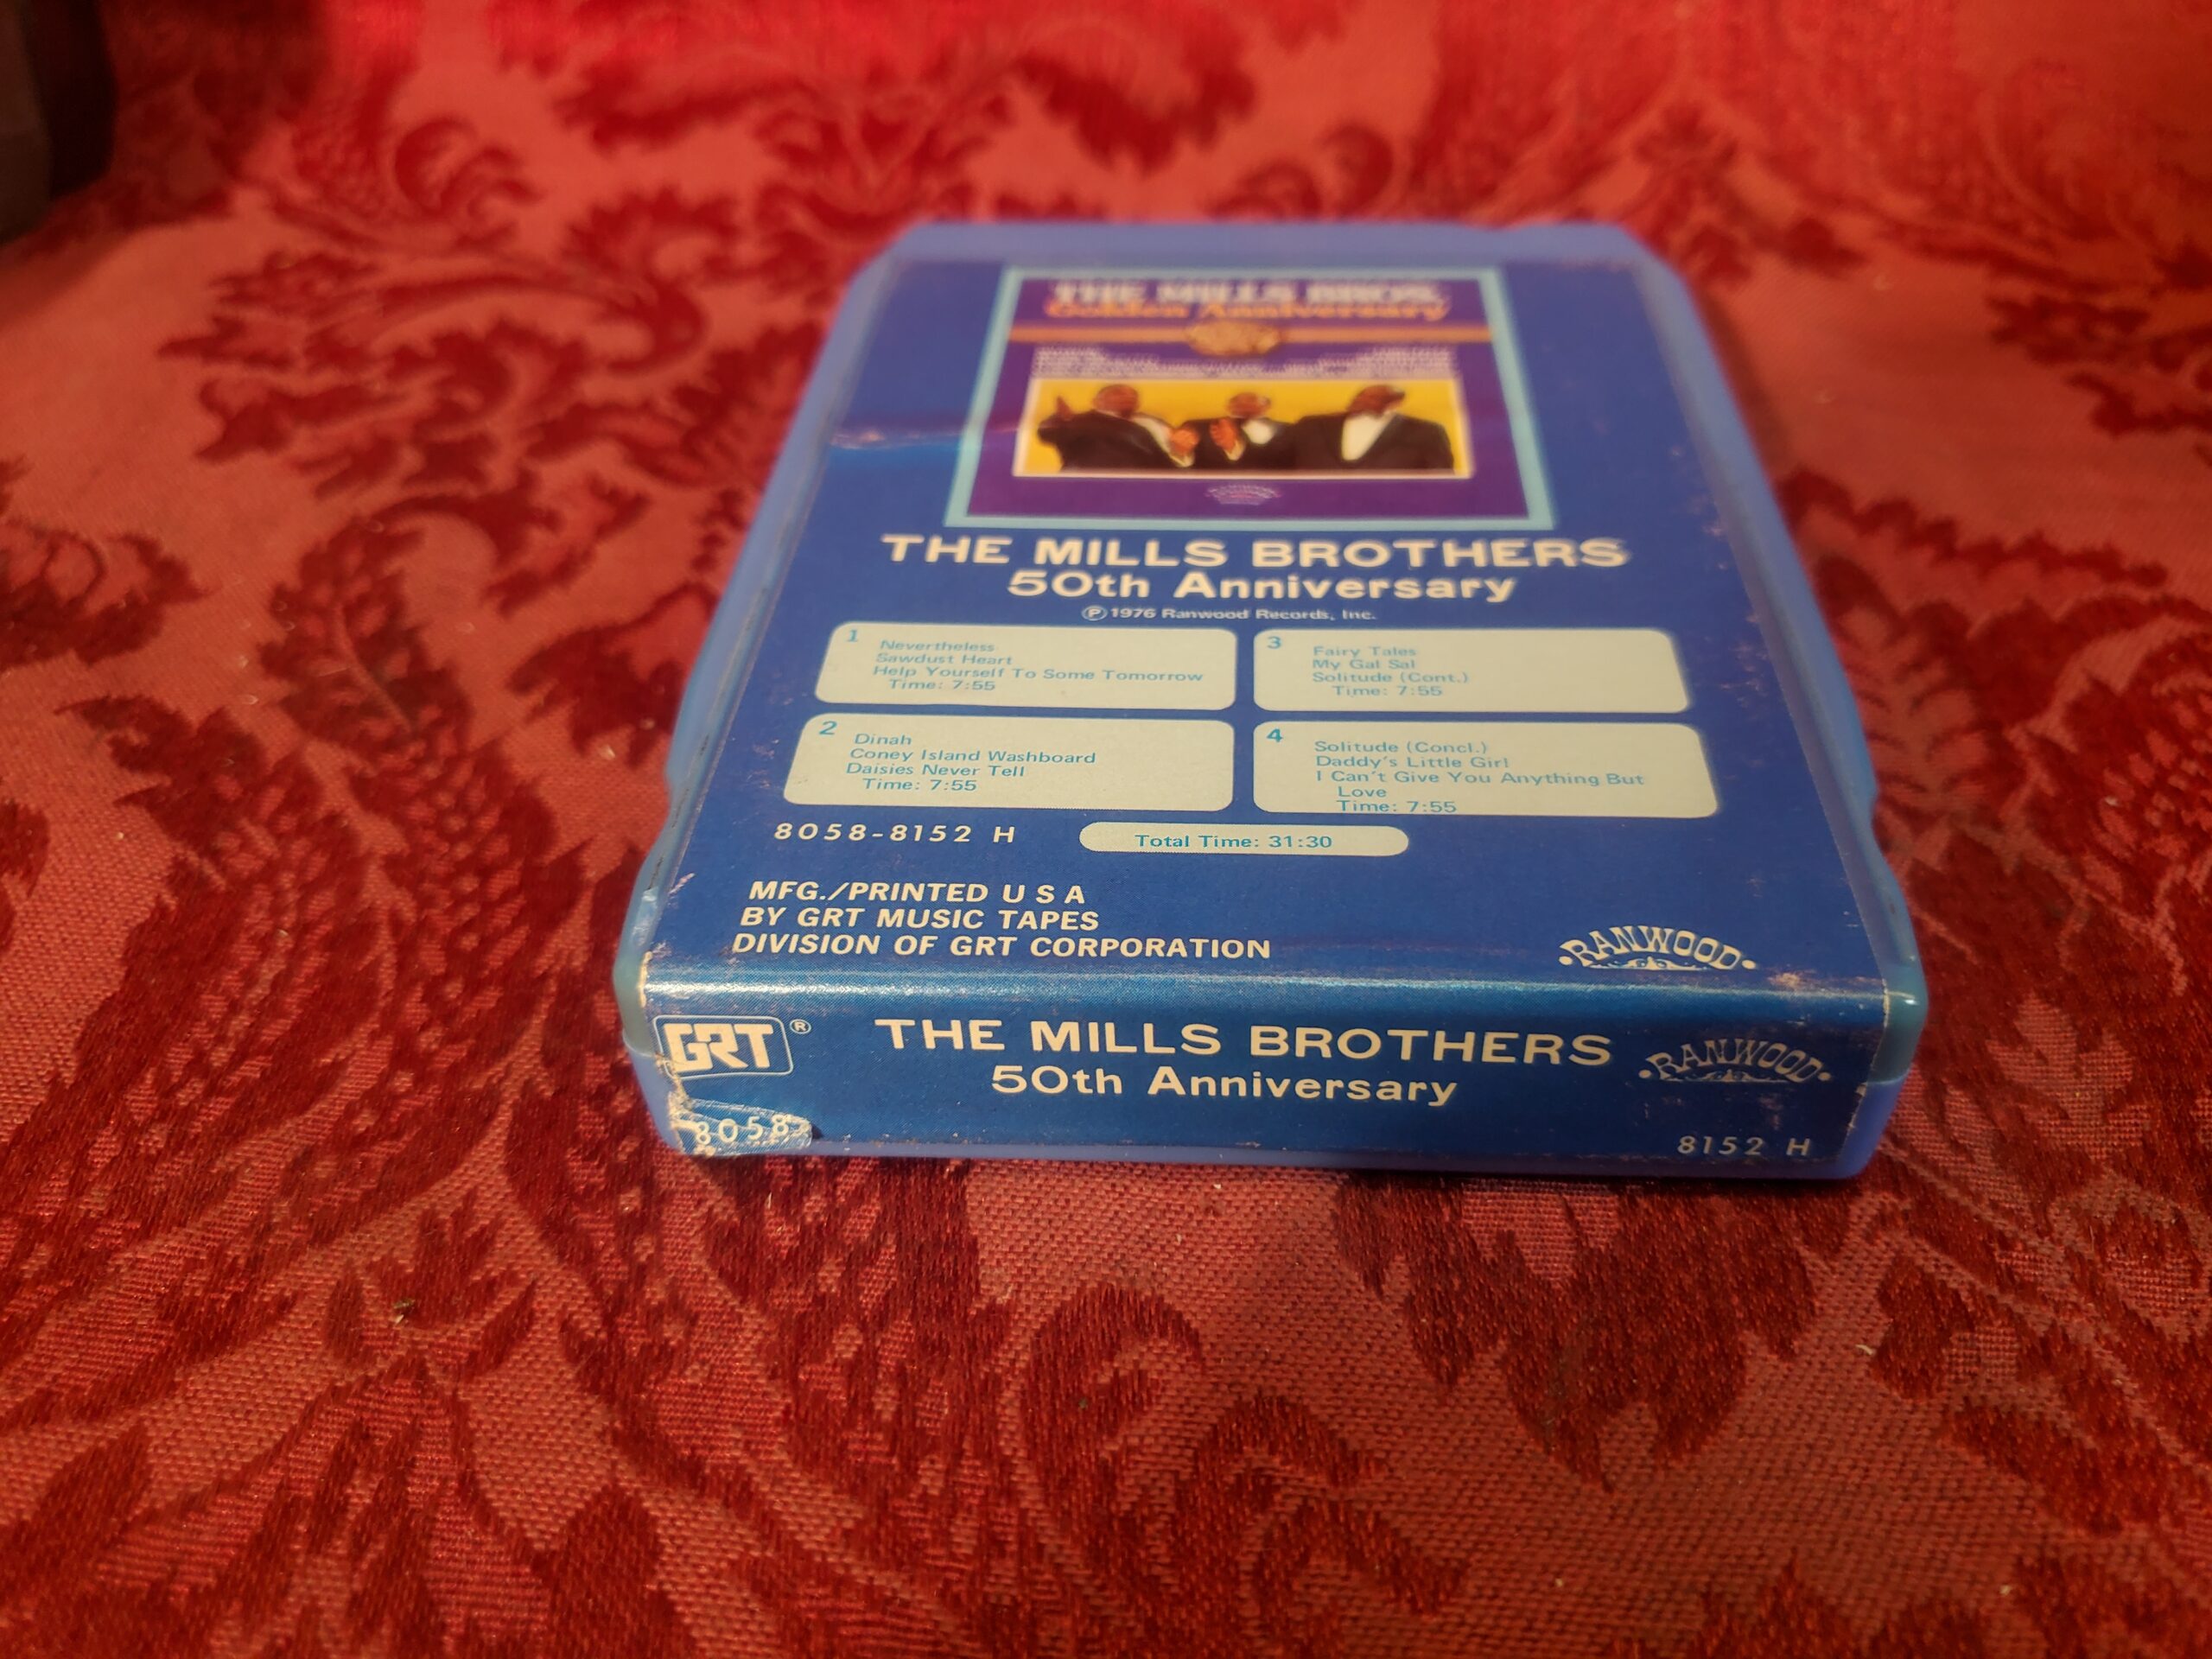 THE MILLS BROS.
Golden Anniversary
THE MILLS BROTHERS
50th Anniversary
Ⓟ 1976 Ranwood Records, Inc.
1
Nevertheless
Sawdust Heart
Help Yourself To Some Tomorrow
Time: 7:55
2
Dinah
Coney Island Washboard
Daisies Never Tell
Time: 7:55
3
Fairy Tales
My Gal Sal
Solitude (Cont.)
Time: 7:55
4
Solitude (Concl.)
Daddy's Little Girl
I Can't Give You Anything But
Love
Time: 7:55
8058-8152 H
Total Time: 31:30
MFG./PRINTED U S A
BY GRT MUSIC TAPES
DIVISION OF GRT CORPORATION
RANWOOD
GRT®
THE MILLS BROTHERS
50th Anniversary
RANWOOD
8058
8152 H